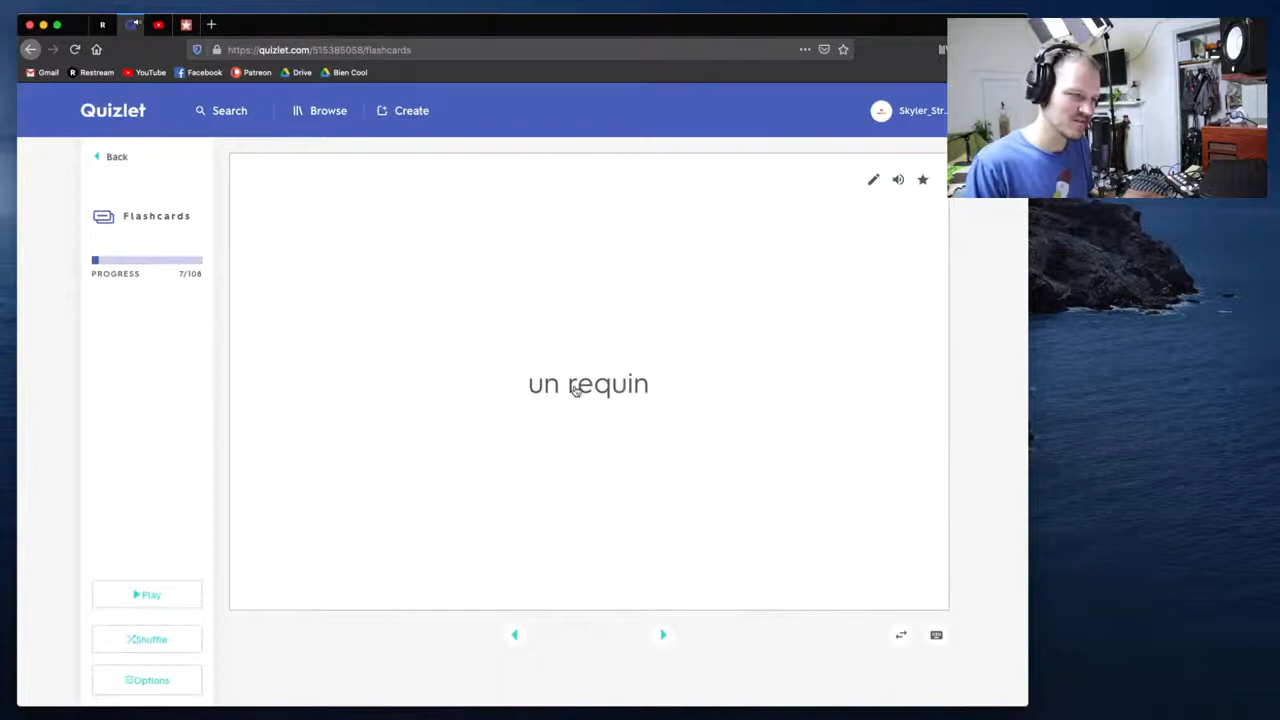 https://quizlet.com/515385058/flashcards
Gmail
Restream
YouTube
Facebook
Patreon
Drive
Bien Cool
Quizlet
Search
Browse
Create
Skyler_Str...
Back
Flashcards
PROGRESS 7/108
un requin
Play
Shuffle
Options